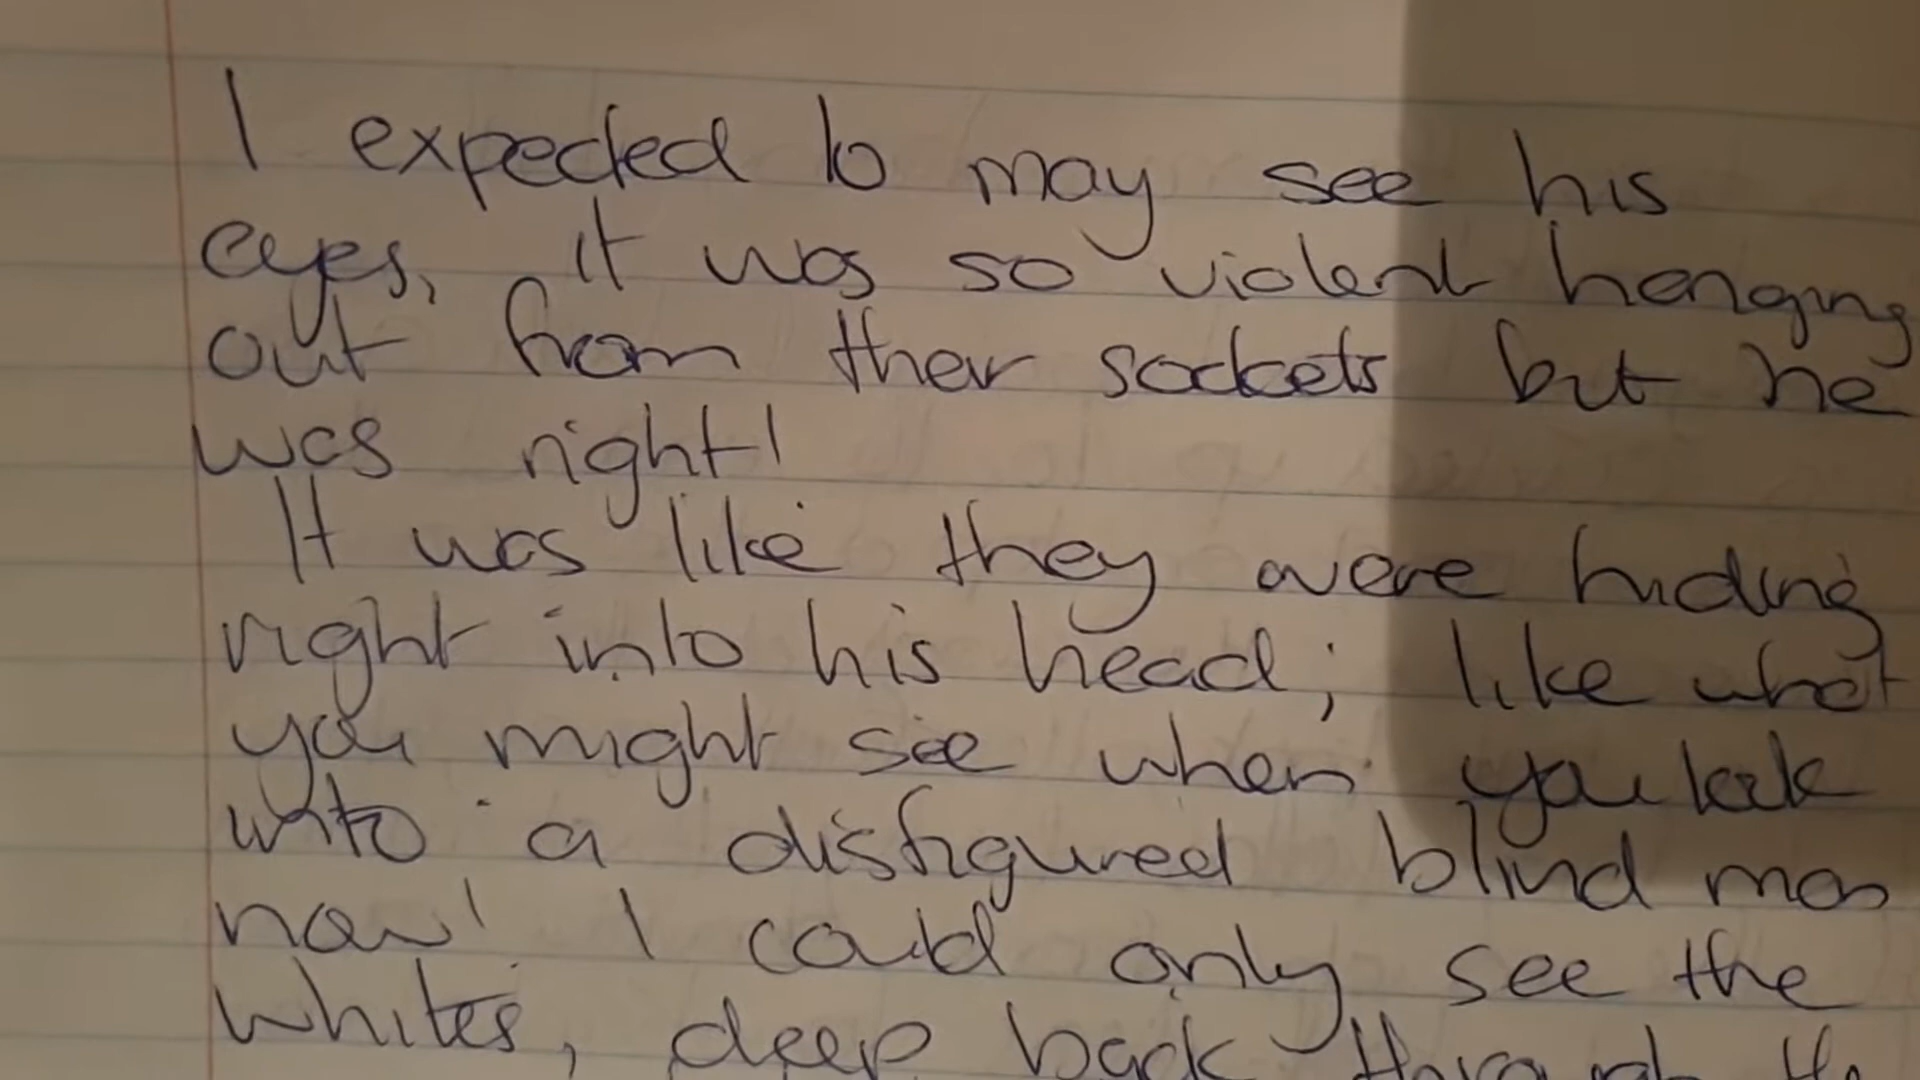 I expected to may see his
eyes, it was so violent hanging
out from their sockets but he
was right!
It was like they were hiding
right into his head; like what
you might see when you look
into a disfigured blind man
now! I could only see the
whites, deep back through the